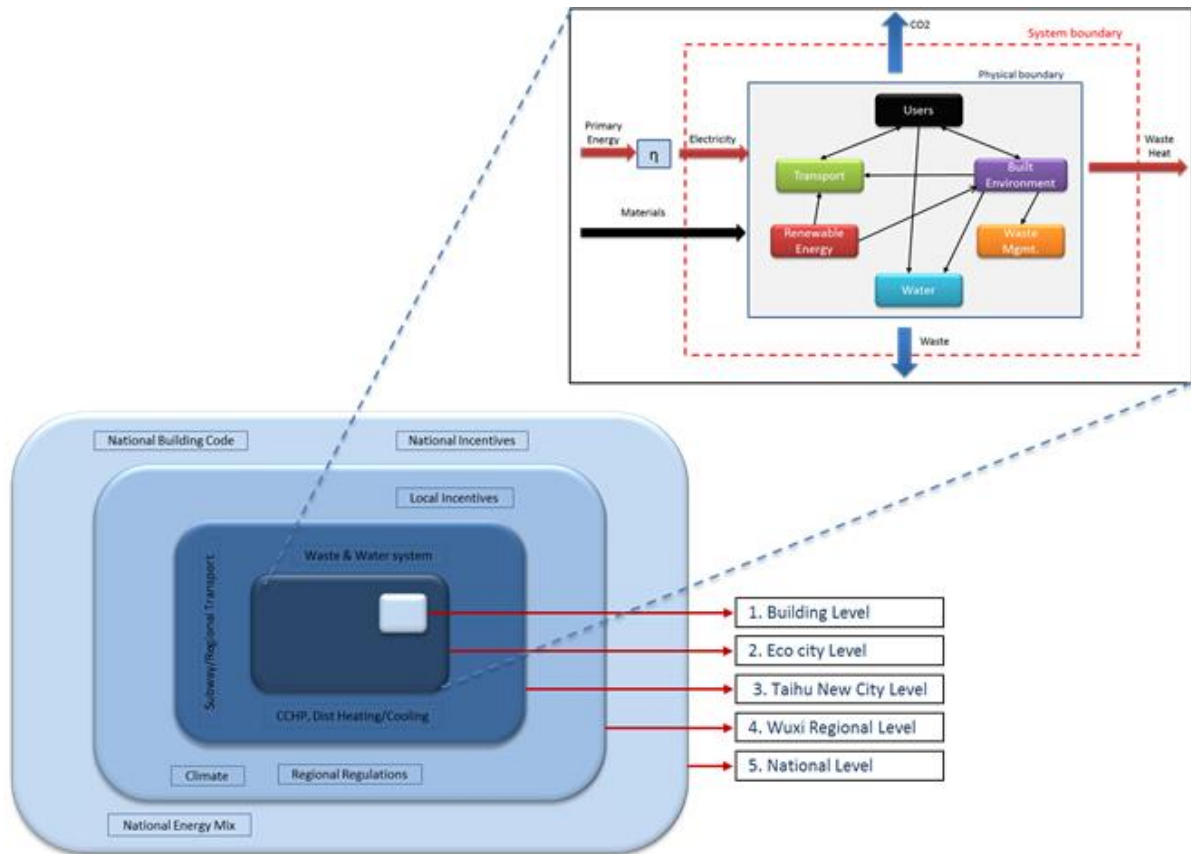 CO2
System boundary
Physical boundary
Users
Primary
Energy
η
Electricity
Transport
Built
Environment
Waste
Heat
Materials
Renewable
Energy
Waste
Mgmt.
Water
Waste
National Building Code
National Incentives
Local Incentives
Waste & Water system
Subway/Regional Transport
CCHP, Dist Heating/Cooling
Climate
Regional Regulations
National Energy Mix
1. Building Level
2. Eco city Level
3. Taihu New City Level
4. Wuxi Regional Level
5. National Level